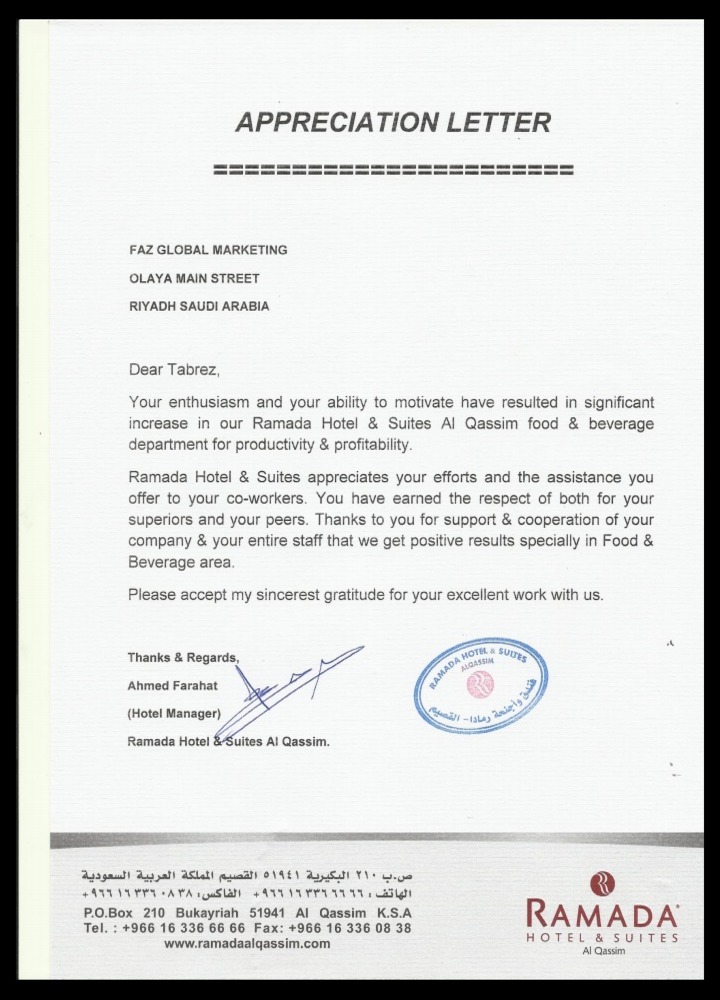 APPRECIATION LETTER
========================
FAZ GLOBAL MARKETING
OLAYA MAIN STREET
RIYADH SAUDI ARABIA
Dear Tabrez,
Your enthusiasm and your ability to motivate have resulted in significant
increase in our Ramada Hotel & Suites Al Qassim food & beverage
department for productivity & profitability.
Ramada Hotel & Suites appreciates your efforts and the assistance you
offer to your co-workers. You have earned the respect of both for your
superiors and your peers. Thanks to you for support & cooperation of your
company & your entire staff that we get positive results specially in Food &
Beverage area.
Please accept my sincerest gratitude for your excellent work with us.
Thanks & Regards,
Ahmed Farahat
(Hotel Manager)
Ramada Hotel & Suites Al Qassim.
RAMADA HOTEL & SUITES
ALQASSIM
فندق واجنحة رمادا – القصيم
ص.ب ٢١٠ البكيرية ٥١٩٤١ القصيم المملكة العربية السعودية
الهاتف: ٦٦ ٦٦ ٣٣٦ ١٦ ٩٦٦+ الفاكس: ٣٨ ٠٨ ٣٣٦ ١٦ ٩٦٦+
P.O.Box 210 Bukayriah 51941 Al Qassim K.S.A
Tel. : +966 16 336 66 66 Fax: +966 16 336 08 38
www.ramadaalqassim.com
RAMADA®
HOTEL & SUITES
Al Qassim